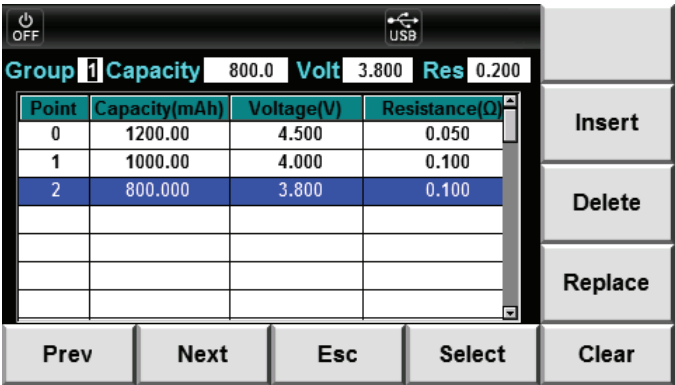 OFF USB
Group 1 Capacity 800.0 Volt 3.800 Res 0.200
Point Capacity(mAh) Voltage(V) Resistance(Ω)
0 1200.00 4.500 0.050
1 1000.00 4.000 0.100
2 800.000 3.800 0.100
Insert
Delete
Replace
Prev Next Esc Select Clear